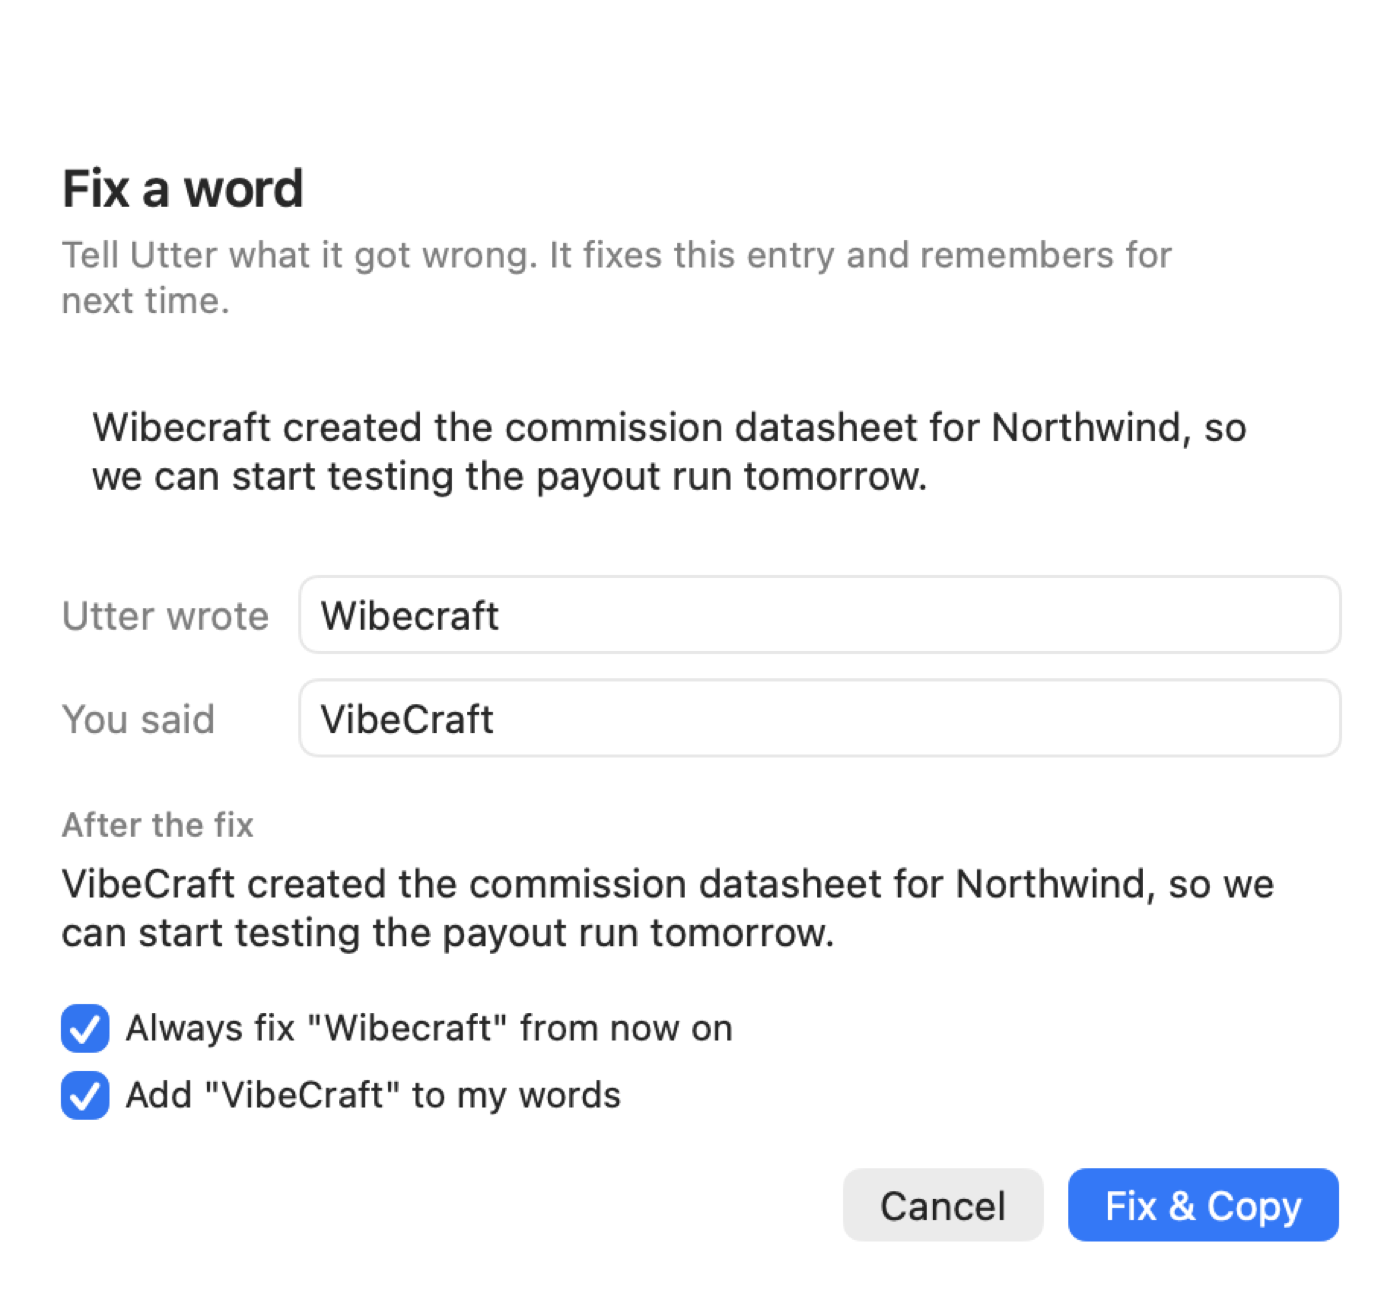 Fix a word
Tell Utter what it got wrong. It fixes this entry and remembers for
next time.
Wibecraft created the commission datasheet for Northwind, so
we can start testing the payout run tomorrow.
Utter wrote Wibecraft
You said VibeCraft
After the fix
VibeCraft created the commission datasheet for Northwind, so we
can start testing the payout run tomorrow.
Always fix "Wibecraft" from now on
Add "VibeCraft" to my words
Cancel Fix & Copy